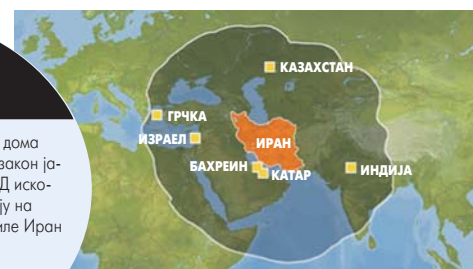 дома
закон ја-
Д иско-
ју на
иле Иран
КАЗАХСТАН
ГРЧКА
ИЗРАЕЛ
ИРАН
БАХРЕИН
КАТАР
ИНДИЈА